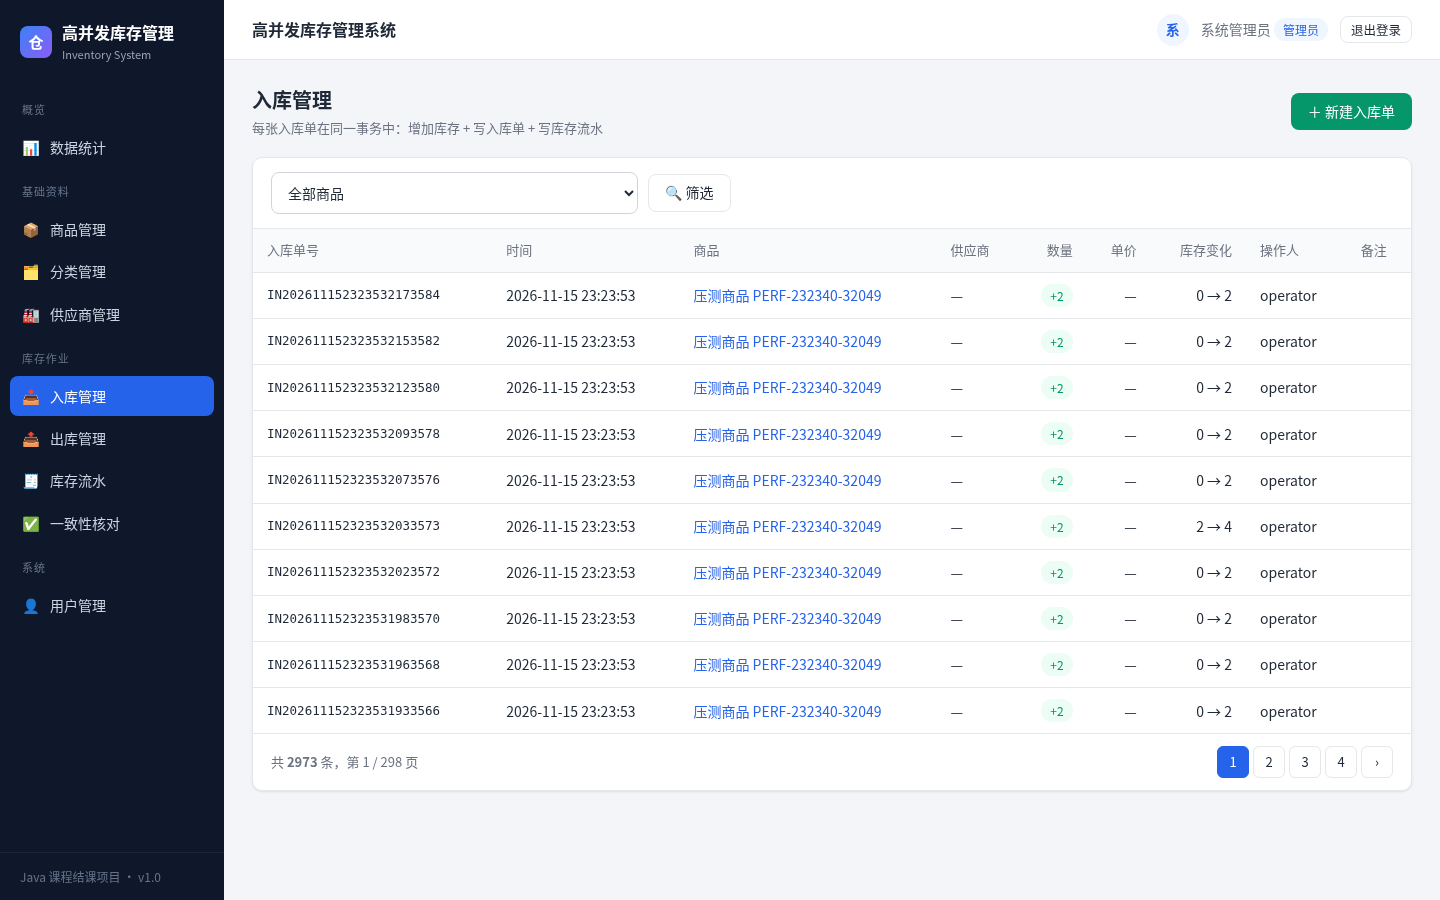 仓
高并发库存管理
Inventory System
概览
数据统计
基础资料
商品管理
分类管理
供应商管理
库存作业
入库管理
出库管理
库存流水
一致性核对
系统
用户管理
Java 课程结课项目 · v1.0
高并发库存管理系统
系 系统管理员 管理员 退出登录
入库管理
每张入库单在同一事务中：增加库存 + 写入库单 + 写库存流水
＋ 新建入库单
全部商品 筛选
入库单号 时间 商品 供应商 数量 单价 库存变化 操作人 备注
IN202611152323532173584 2026-11-15 23:23:53 压测商品 PERF-232340-32049 — +2 — 0 → 2 operator
IN202611152323532153582 2026-11-15 23:23:53 压测商品 PERF-232340-32049 — +2 — 0 → 2 operator
IN202611152323532123580 2026-11-15 23:23:53 压测商品 PERF-232340-32049 — +2 — 0 → 2 operator
IN202611152323532093578 2026-11-15 23:23:53 压测商品 PERF-232340-32049 — +2 — 0 → 2 operator
IN202611152323532073576 2026-11-15 23:23:53 压测商品 PERF-232340-32049 — +2 — 0 → 2 operator
IN202611152323532033573 2026-11-15 23:23:53 压测商品 PERF-232340-32049 — +2 — 2 → 4 operator
IN202611152323532023572 2026-11-15 23:23:53 压测商品 PERF-232340-32049 — +2 — 0 → 2 operator
IN202611152323531983570 2026-11-15 23:23:53 压测商品 PERF-232340-32049 — +2 — 0 → 2 operator
IN202611152323531963568 2026-11-15 23:23:53 压测商品 PERF-232340-32049 — +2 — 0 → 2 operator
IN202611152323531933566 2026-11-15 23:23:53 压测商品 PERF-232340-32049 — +2 — 0 → 2 operator
共 2973 条，第 1 / 298 页 1 2 3 4 ›